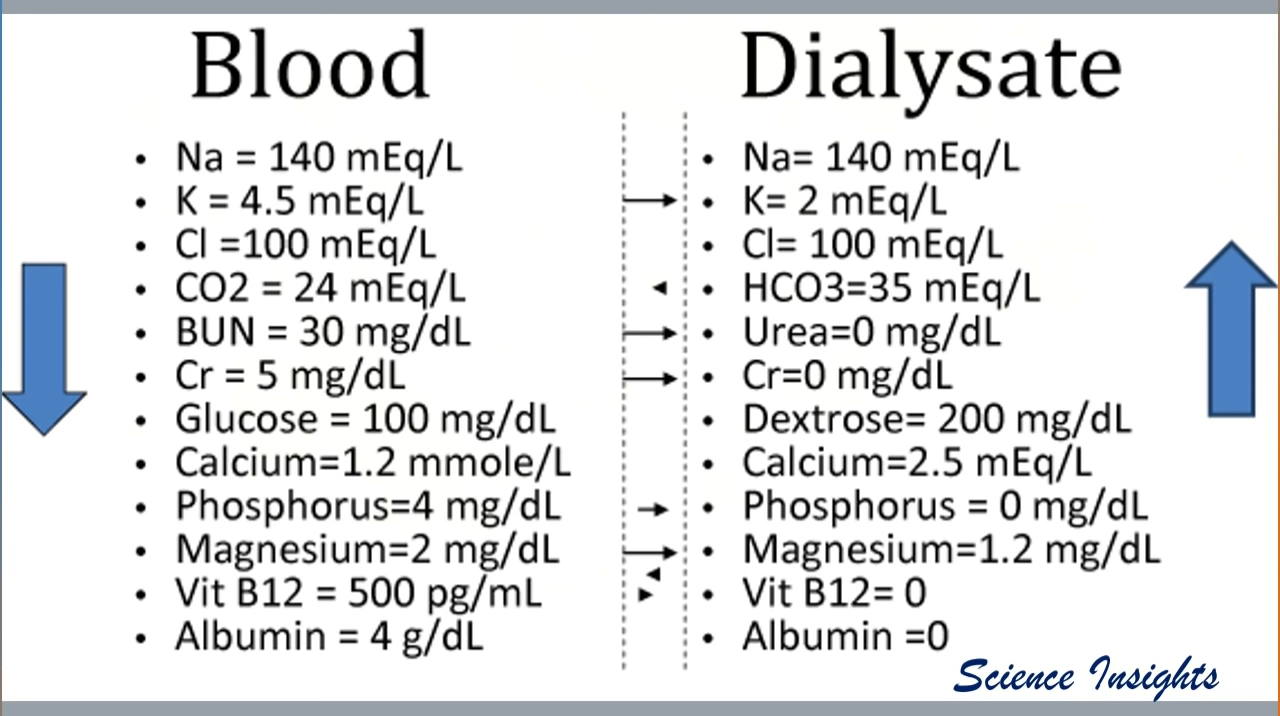 Blood
Dialysate
• Na = 140 mEq/L
• K = 4.5 mEq/L
• Cl =100 mEq/L
• CO2 = 24 mEq/L
• BUN = 30 mg/dL
• Cr = 5 mg/dL
• Glucose = 100 mg/dL
• Calcium=1.2 mmole/L
• Phosphorus=4 mg/dL
• Magnesium=2 mg/dL
• Vit B12 = 500 pg/mL
• Albumin = 4 g/dL
• Na= 140 mEq/L
• K= 2 mEq/L
• Cl= 100 mEq/L
• HCO3=35 mEq/L
• Urea=0 mg/dL
• Cr=0 mg/dL
• Dextrose= 200 mg/dL
• Calcium=2.5 mEq/L
• Phosphorus = 0 mg/dL
• Magnesium=1.2 mg/dL
• Vit B12= 0
• Albumin =0
Science Insights